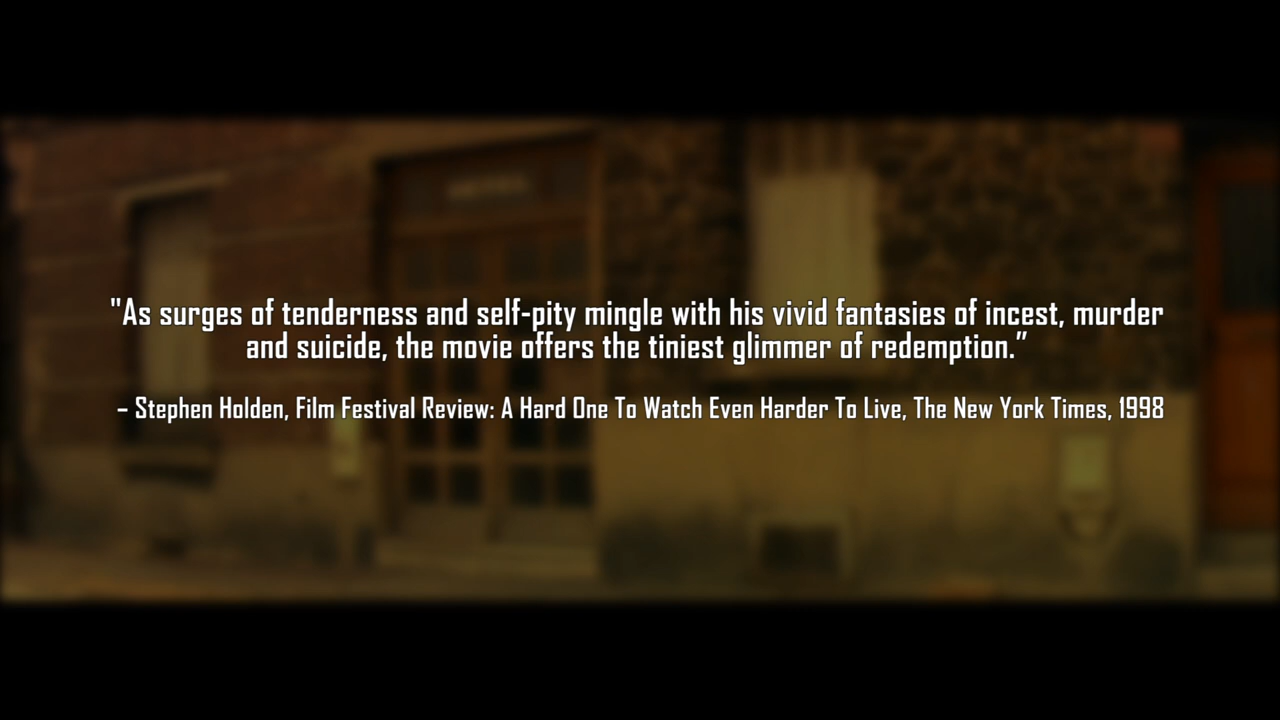 "As surges of tenderness and self-pity mingle with his vivid fantasies of incest, murder
and suicide, the movie offers the tiniest glimmer of redemption.”
– Stephen Holden, Film Festival Review: A Hard One To Watch Even Harder To Live, The New York Times, 1998